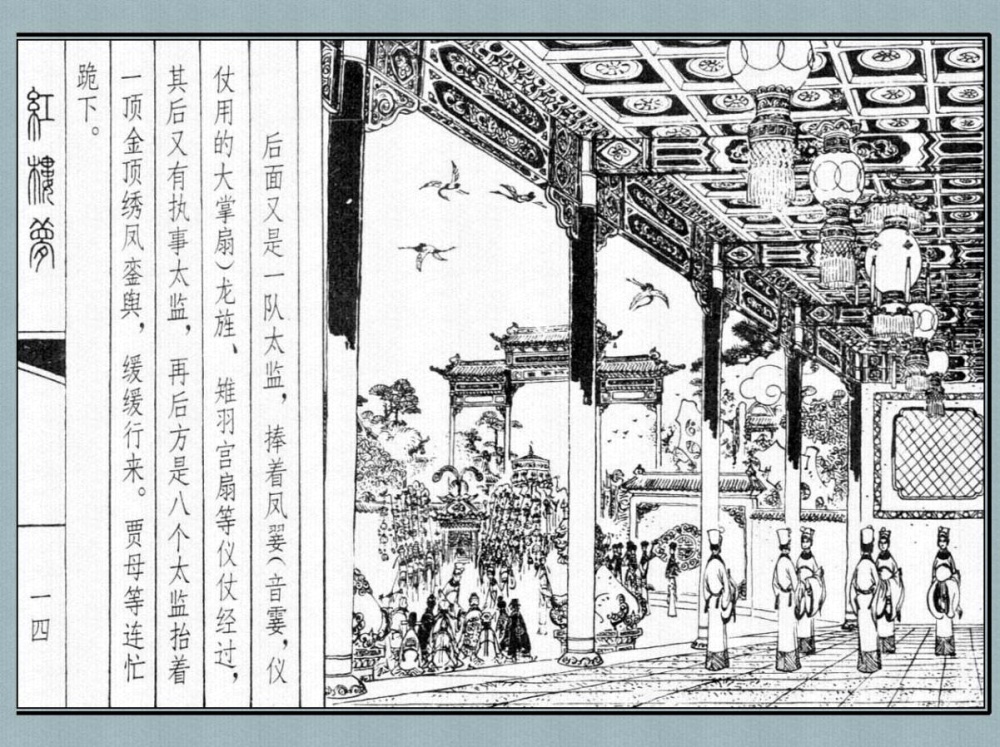 后面又是一队太监，捧着凤翣（音霎，仪
仗用的大掌扇）龙旌、雉羽宫扇等仪仗经过，
其后又有执事太监，再后方是八个太监抬着
一顶金顶绣凤銮舆，缓缓行来。贾母等连忙
跪下。
红樓夢
一四